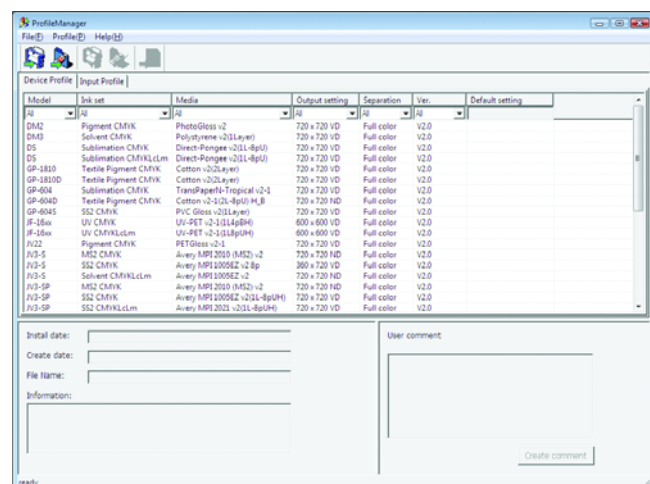 ProfileManager
File(F) Profile(P) Help(H)
Device Profile Input Profile
Model Ink set Media Output setting Separation Ver. Default setting
All All All All All All
DM2 Pigment CMYK PhotoGloss v2 720 x 720 VD Full color V2.0
DM3 Solvent CMYK Polystyrene v2(1Layer) 720 x 720 VD Full color V2.0
DS Sublimation CMYK Direct-Pongee v2(1L-8pU) 720 x 720 VD Full color V2.0
DS Sublimation CMYKLcLm Direct-Pongee v2(1L-8pU) 720 x 720 VD Full color V2.0
GP-1810 Textile Pigment CMYK Cotton v2(2Layer) 720 x 720 VD Full color V2.0
GP-1810D Textile Pigment CMYK Cotton v2(2Layer) 720 x 720 VD Full color V2.0
GP-604 Sublimation CMYK TransPaperN-Tropical v2-1 720 x 720 VD Full color V2.0
GP-604D Textile Pigment CMYK Cotton v2-1(2L-8pU) H_B 720 x 720 ND Full color V2.0
GP-604S SS2 CMYK PVC Gloss v2(1Layer) 720 x 720 VD Full color V2.0
JF-16xx UV CMYK UV-PET v2-1(1L4pBH) 600 x 600 VD Full color V2.0
JF-16xx UV CMYKLcLm UV-PET v2-1(1L8pUH) 600 x 600 VD Full color V2.0
JV22 Pigment CMYK PETGloss v2-1 720 x 720 VD Full color V2.0
JV3-S MS2 CMYK Avery MPI 2010 (MS2) v2 720 x 720 ND Full color V2.0
JV3-S SS2 CMYK Avery MPI 1005EZ v2 8p 360 x 720 VD Full color V2.0
JV3-S Solvent CMYKLcLm Avery MPI 1005EZ v2 720 x 720 ND Full color V2.0
JV3-SP MS2 CMYK Avery MPI 2010 (MS2) v2 720 x 720 ND Full color V2.0
JV3-SP SS2 CMYK Avery MPI 1005EZ v2(1L-8pUH) 720 x 720 VD Full color V2.0
JV3-SP SS2 CMYKLcLm Avery MPI 2021 v2(1L-8pUH) 720 x 720 VD Full color V2.0
Install date:
User comment
Create date:
File Name:
Information:
Create comment
ready